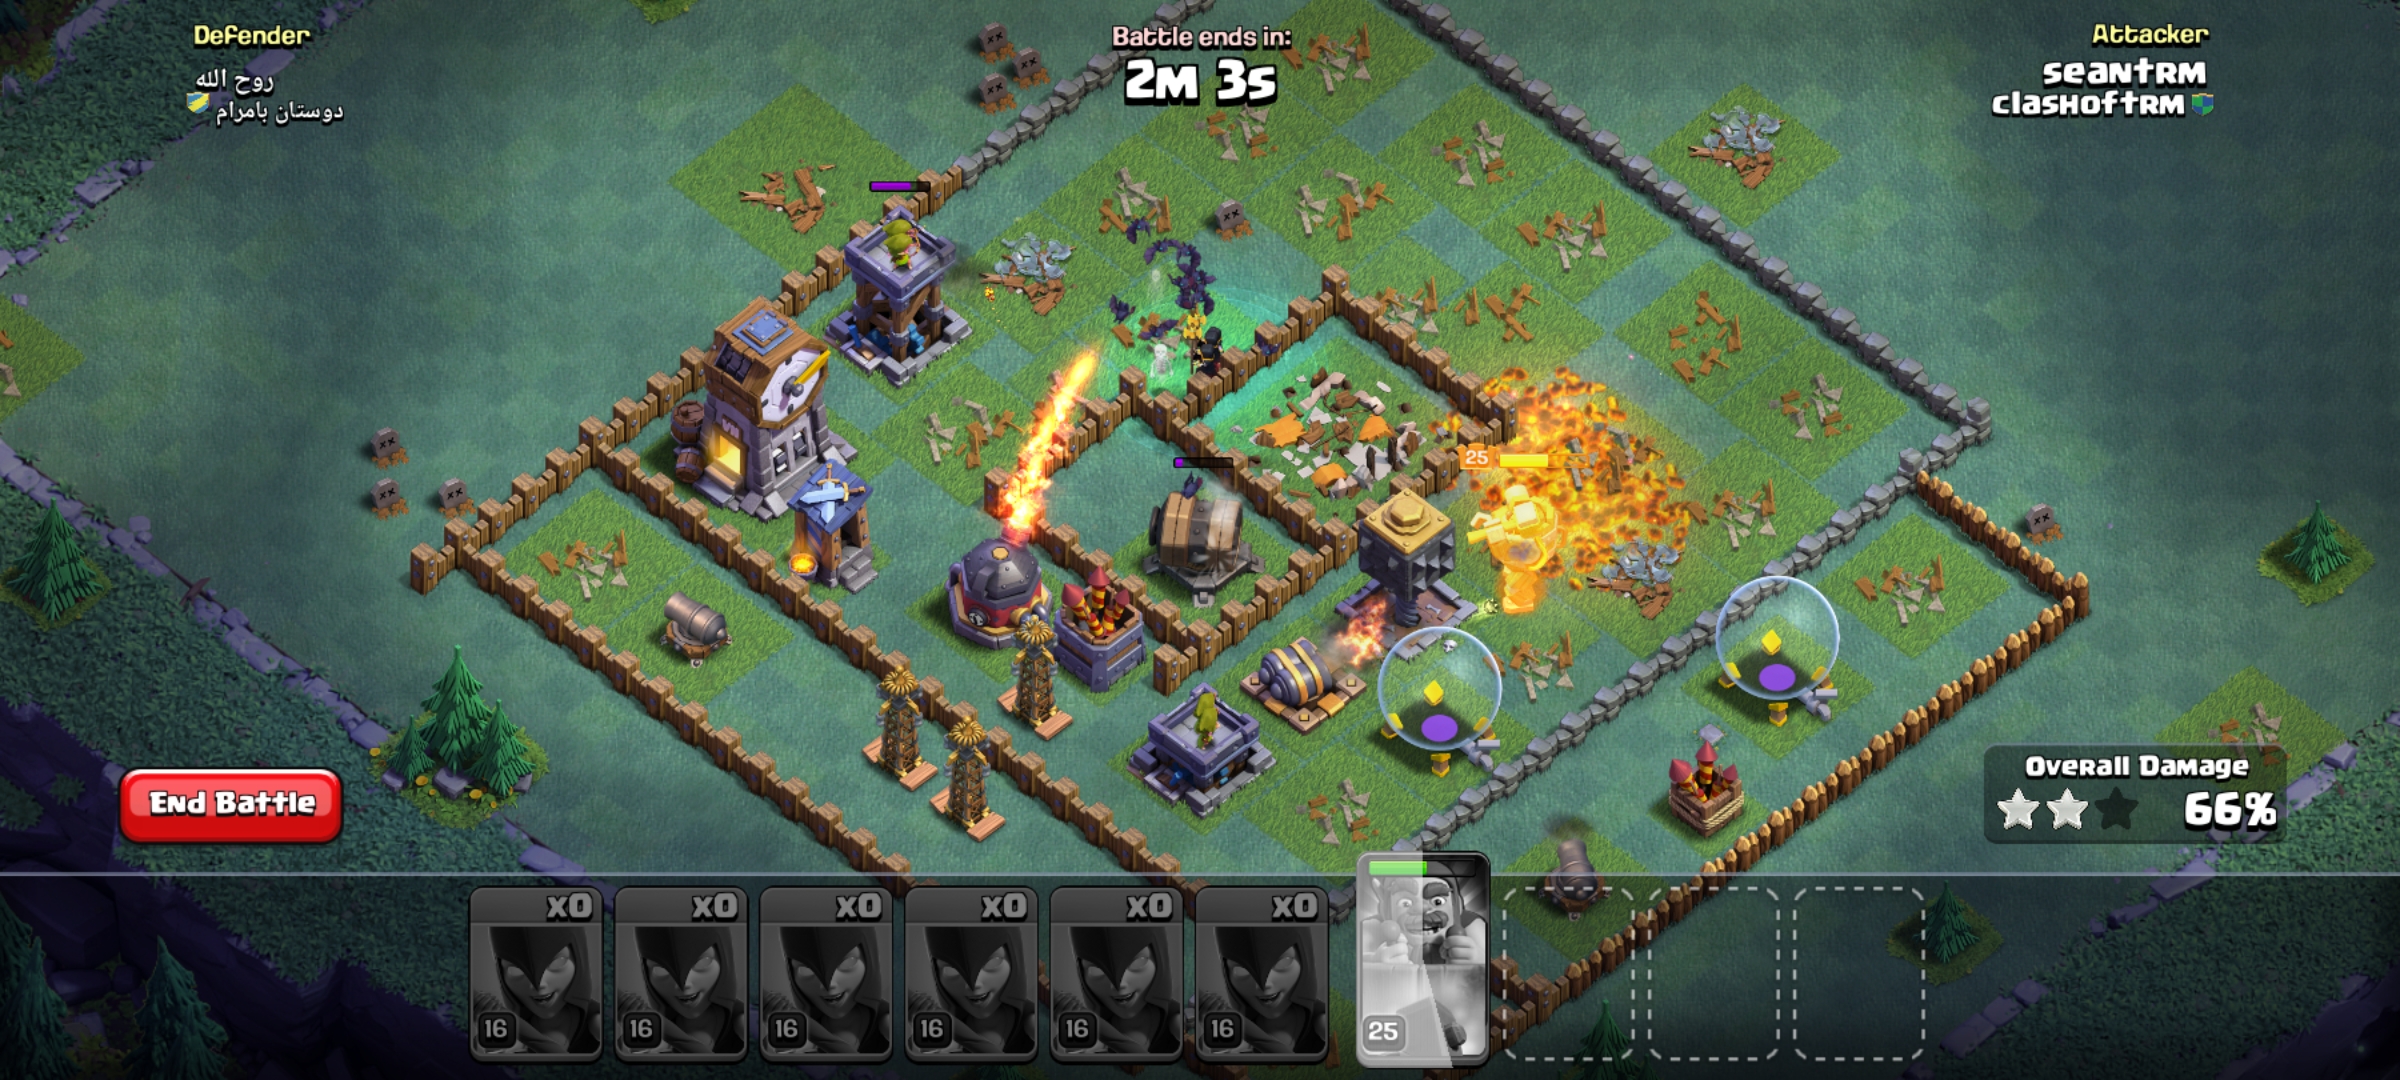 Defender
روح الله
دوستان بامرام
Battle ends in:
2M 3s
Attacker
seantrm
clashoftrm
25
End Battle
Overall Damage
66%
x0
x0
x0
x0
x0
x0
16
16
16
16
16
16
25